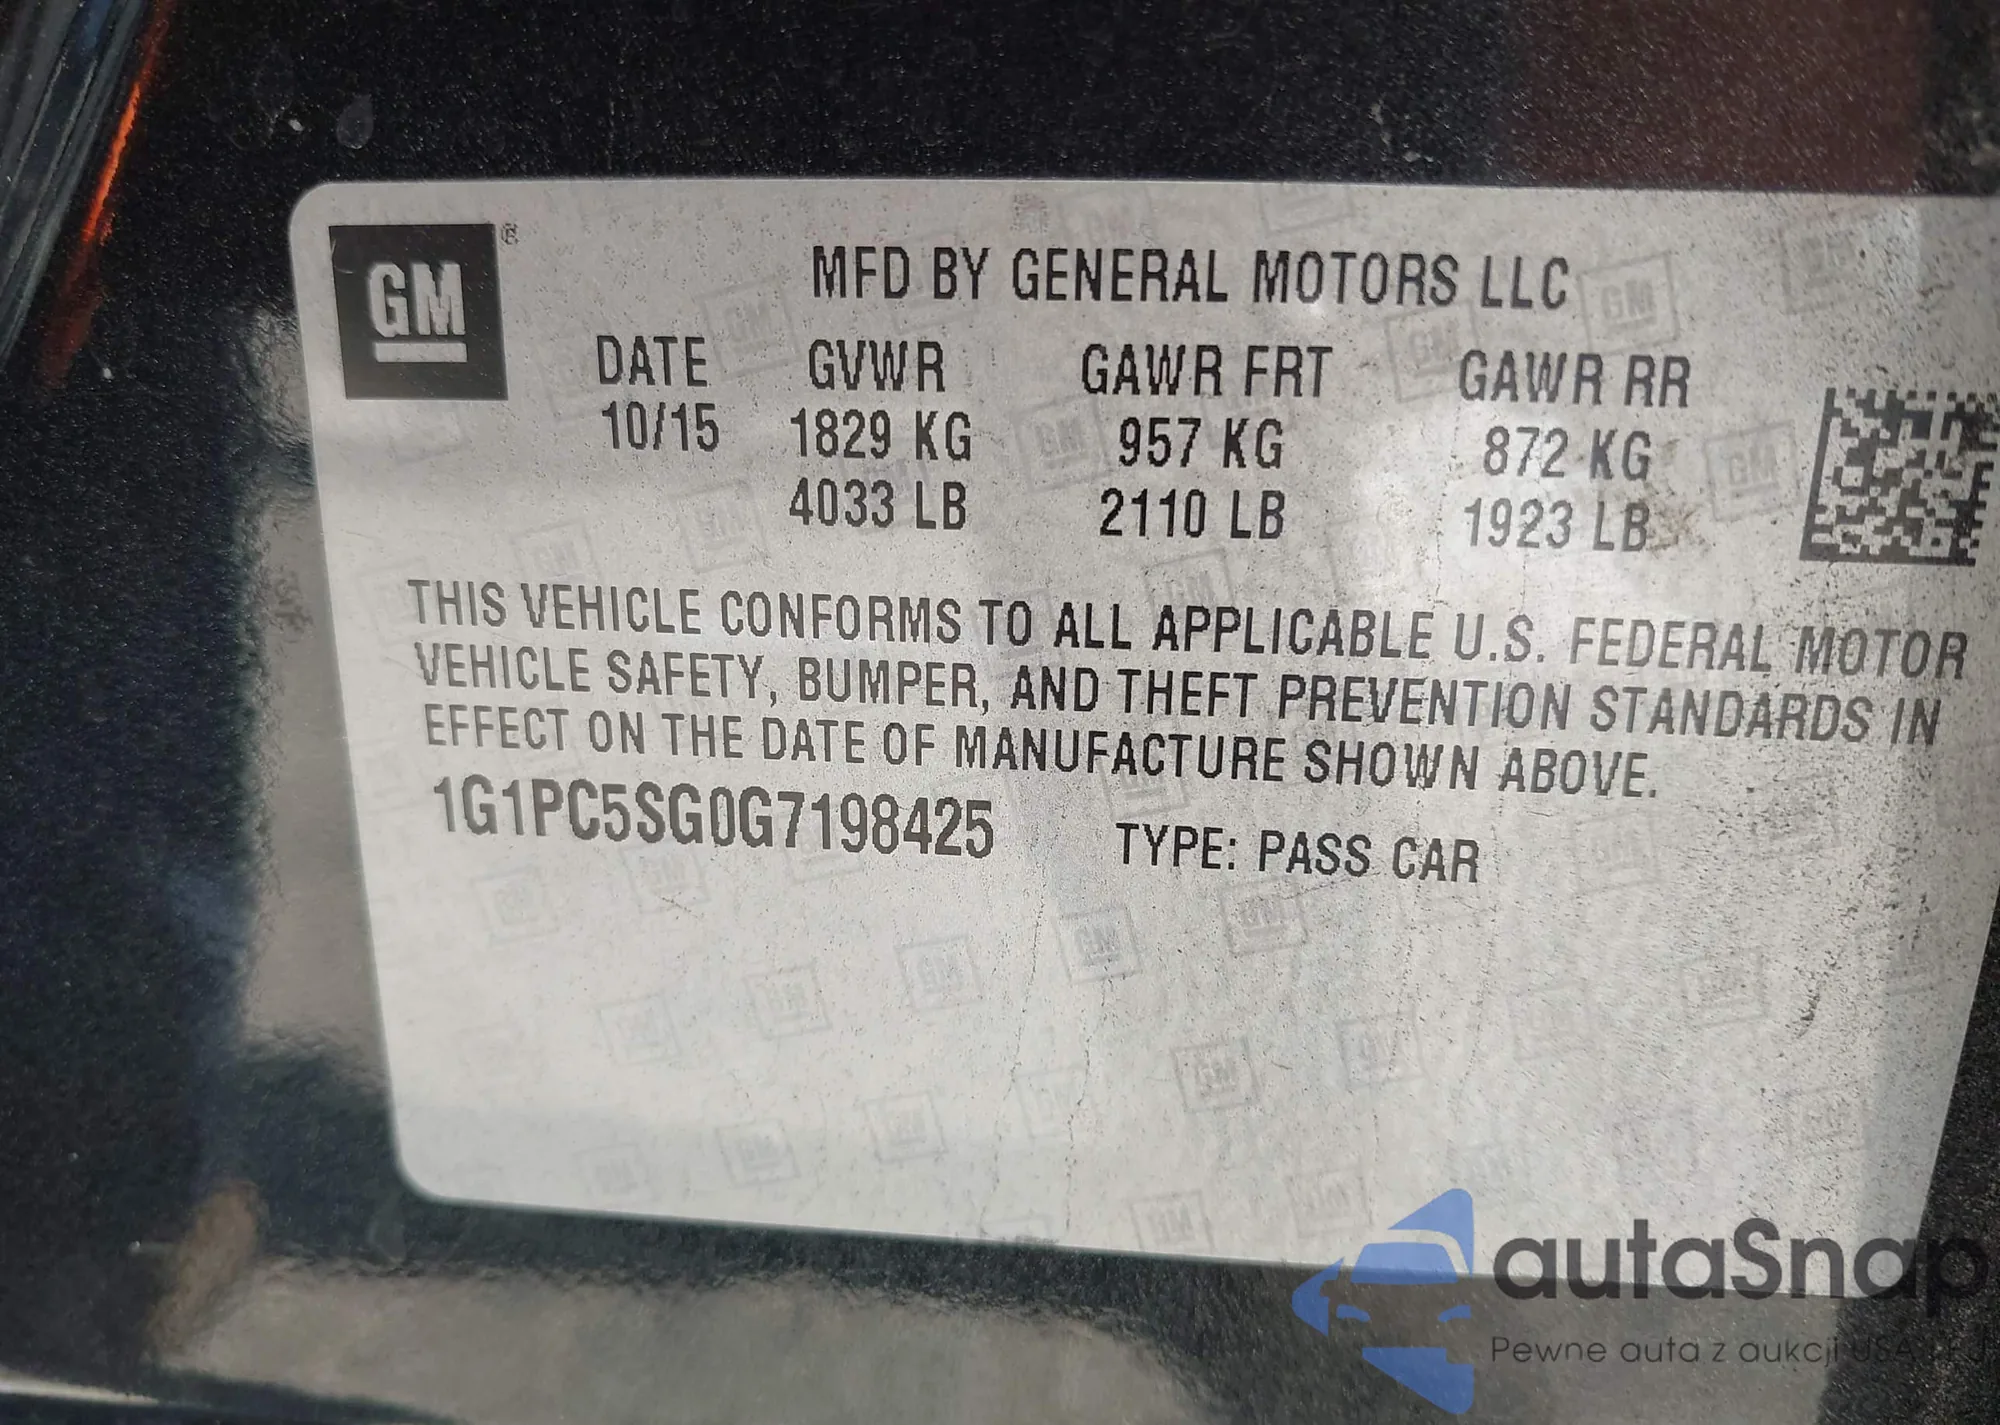 GM ®
MFD BY GENERAL MOTORS LLC
DATE GVWR GAWR FRT GAWR RR
10/15 1829 KG 957 KG 872 KG
4033 LB 2110 LB 1923 LB
THIS VEHICLE CONFORMS TO ALL APPLICABLE U.S. FEDERAL MOTOR
VEHICLE SAFETY, BUMPER, AND THEFT PREVENTION STANDARDS IN
EFFECT ON THE DATE OF MANUFACTURE SHOWN ABOVE.
1G1PC5SG0G7198425 TYPE: PASS CAR
autaSnap
Pewne auta z aukcji USA i EU